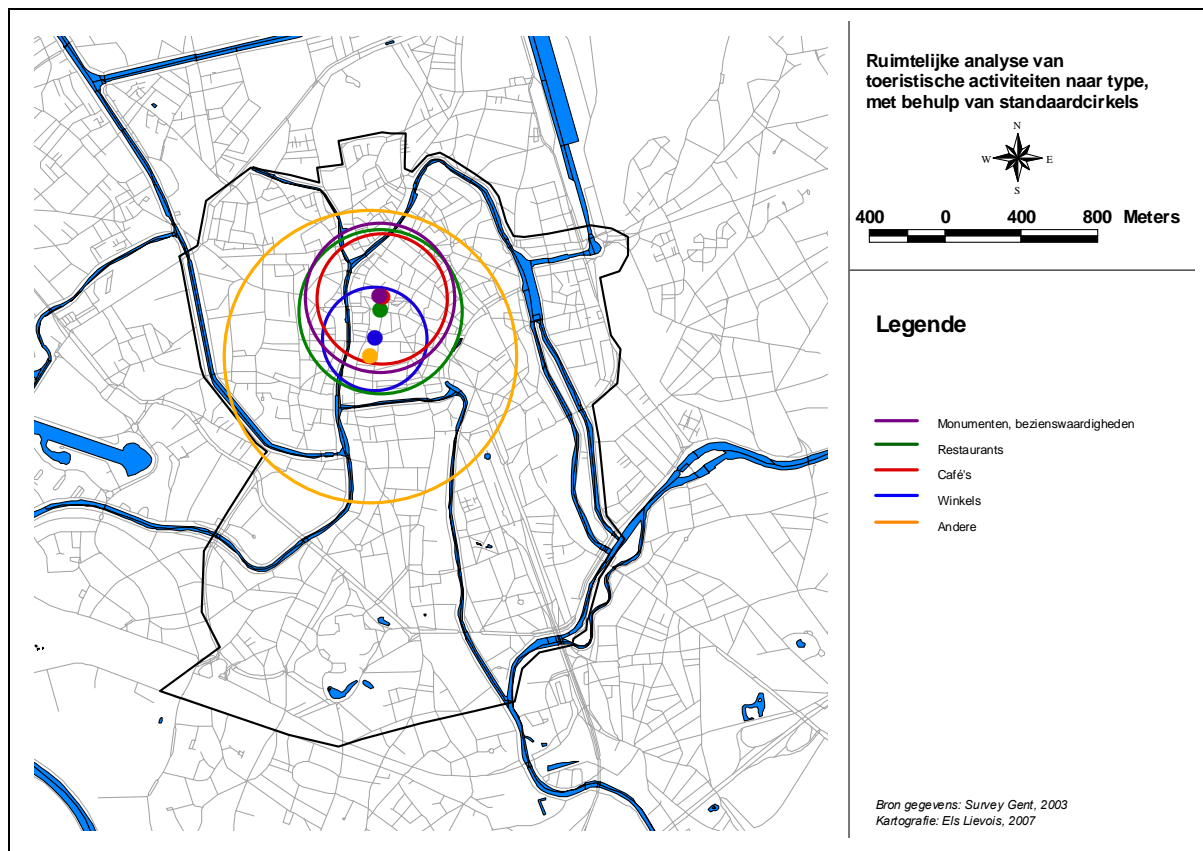 Ruimtelijke analyse van
toeristische activiteiten naar type,
met behulp van standaardcirkels
N
W E
S
400 0 400 800 Meters
Legende
Monumenten, bezienswaardigheden
Restaurants
Café's
Winkels
Andere
Bron gegevens: Survey Gent, 2003
Kartografie: Els Lievois, 2007